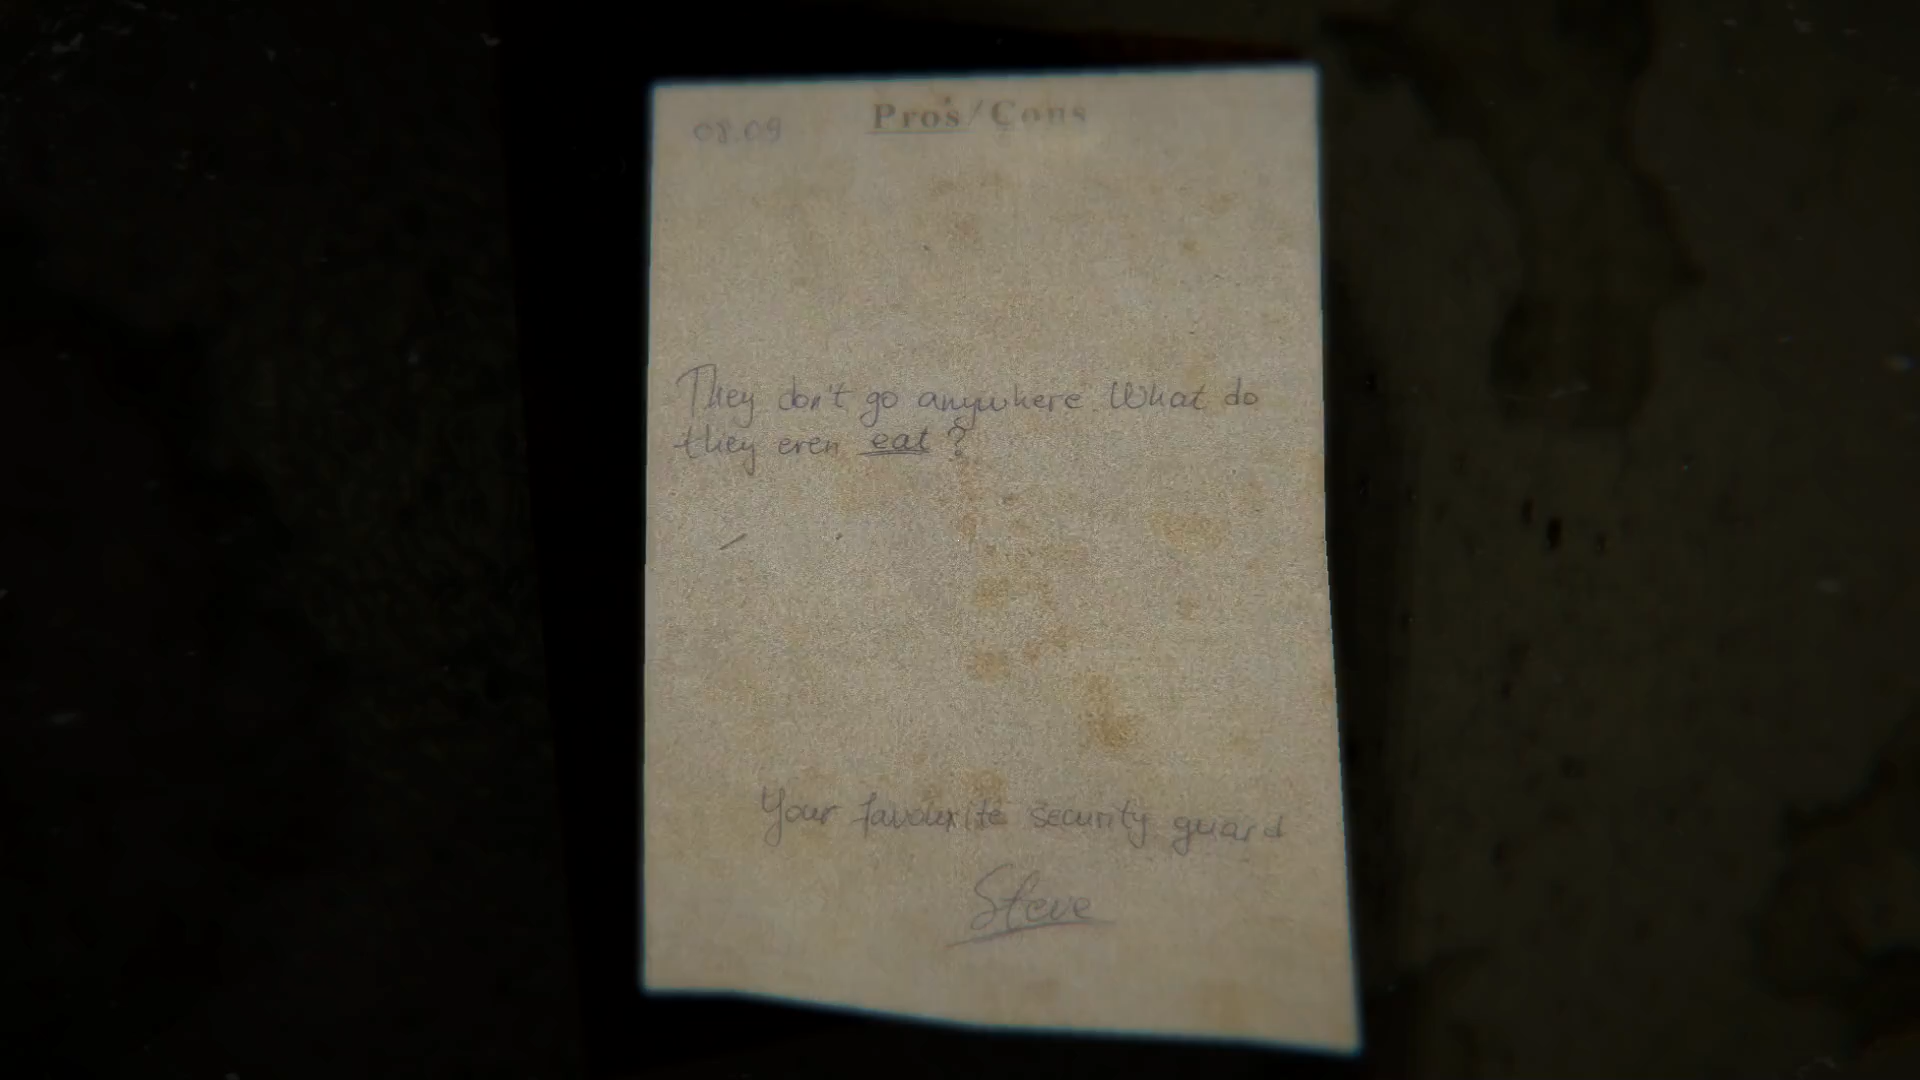 08.09
Pros/Cons
They don't go anywhere. What do
they even eat?
Your favourite security guard
Steve